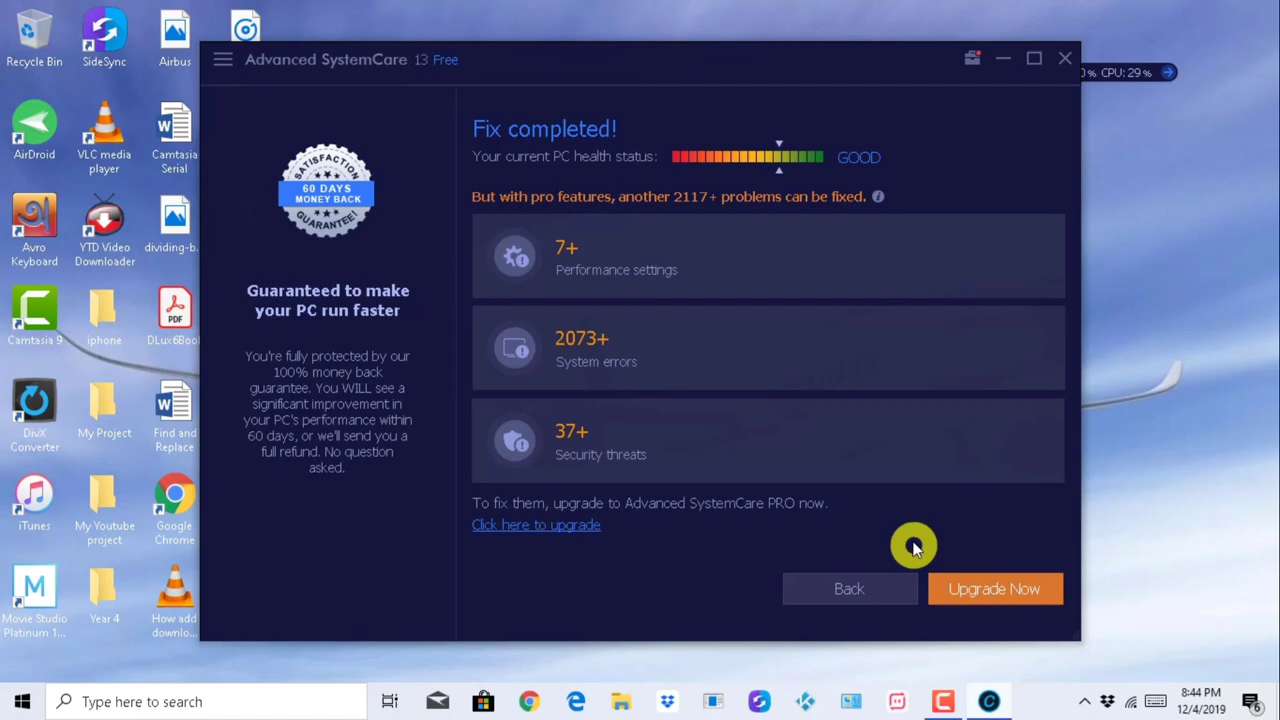 Recycle Bin
SideSync
Airbus
AirDroid
VLC media
player
Camtasia
Serial
Avro
Keyboard
YTD Video
Downloader
dividing-b...
Camtasia 9
iphone
PDF
DLux6Book
DivX
Converter
My Project
Find and
Replace
iTunes
My Youtube
project
Google
Chrome
Movie Studio
Platinum 1...
Year 4
How add
downlo...
Advanced SystemCare 13 Free
% CPU: 29 %
SATISFACTION
60 DAYS
MONEY BACK
GUARANTEE!
Guaranteed to make
your PC run faster
You're fully protected by our
100% money back
guarantee. You WILL see a
significant improvement in
your PC's performance within
60 days, or we'll send you a
full refund. No question
asked.
Fix completed!
Your current PC health status: GOOD
But with pro features, another 2117+ problems can be fixed.
7+
Performance settings
2073+
System errors
37+
Security threats
To fix them, upgrade to Advanced SystemCare PRO now.
Click here to upgrade
Back
Upgrade Now
Type here to search
8:44 PM
12/4/2019
6